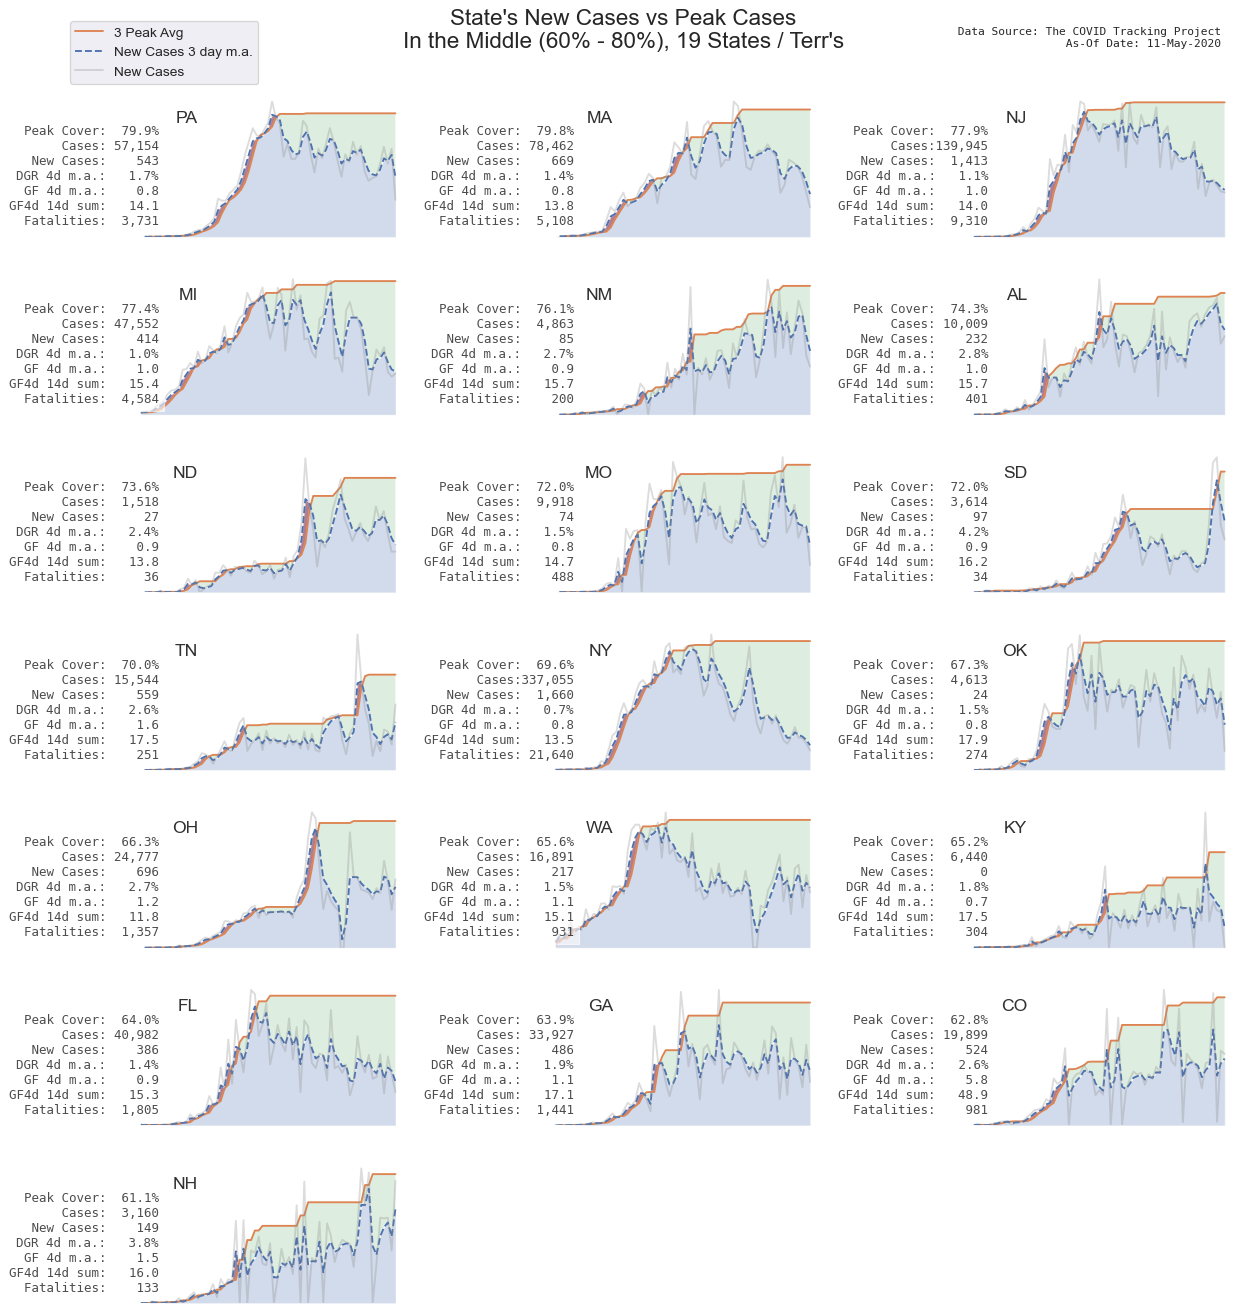 State's New Cases vs Peak Cases
In the Middle (60% - 80%), 19 States / Terr's
3 Peak Avg
New Cases 3 day m.a.
New Cases
Data Source: The COVID Tracking Project
As-Of Date: 11-May-2020
PA
Peak Cover: 79.9%
Cases: 57,154
New Cases: 543
DGR 4d m.a.: 1.7%
GF 4d m.a.: 0.8
GF4d 14d sum: 14.1
Fatalities: 3,731
MA
Peak Cover: 79.8%
Cases: 78,462
New Cases: 669
DGR 4d m.a.: 1.4%
GF 4d m.a.: 0.8
GF4d 14d sum: 13.8
Fatalities: 5,108
NJ
Peak Cover: 77.9%
Cases:139,945
New Cases: 1,413
DGR 4d m.a.: 1.1%
GF 4d m.a.: 1.0
GF4d 14d sum: 14.0
Fatalities: 9,310
MI
Peak Cover: 77.4%
Cases: 47,552
New Cases: 414
DGR 4d m.a.: 1.0%
GF 4d m.a.: 1.0
GF4d 14d sum: 15.4
Fatalities: 4,584
NM
Peak Cover: 76.1%
Cases: 4,863
New Cases: 85
DGR 4d m.a.: 2.7%
GF 4d m.a.: 0.9
GF4d 14d sum: 15.7
Fatalities: 200
AL
Peak Cover: 74.3%
Cases: 10,009
New Cases: 232
DGR 4d m.a.: 2.8%
GF 4d m.a.: 1.0
GF4d 14d sum: 15.7
Fatalities: 401
ND
Peak Cover: 73.6%
Cases: 1,518
New Cases: 27
DGR 4d m.a.: 2.4%
GF 4d m.a.: 0.9
GF4d 14d sum: 13.8
Fatalities: 36
MO
Peak Cover: 72.0%
Cases: 9,918
New Cases: 74
DGR 4d m.a.: 1.5%
GF 4d m.a.: 0.8
GF4d 14d sum: 14.7
Fatalities: 488
SD
Peak Cover: 72.0%
Cases: 3,614
New Cases: 97
DGR 4d m.a.: 4.2%
GF 4d m.a.: 0.9
GF4d 14d sum: 16.2
Fatalities: 34
TN
Peak Cover: 70.0%
Cases: 15,544
New Cases: 559
DGR 4d m.a.: 2.6%
GF 4d m.a.: 1.6
GF4d 14d sum: 17.5
Fatalities: 251
NY
Peak Cover: 69.6%
Cases:337,055
New Cases: 1,660
DGR 4d m.a.: 0.7%
GF 4d m.a.: 0.8
GF4d 14d sum: 13.5
Fatalities: 21,640
OK
Peak Cover: 67.3%
Cases: 4,613
New Cases: 24
DGR 4d m.a.: 1.5%
GF 4d m.a.: 0.8
GF4d 14d sum: 17.9
Fatalities: 274
OH
Peak Cover: 66.3%
Cases: 24,777
New Cases: 696
DGR 4d m.a.: 2.7%
GF 4d m.a.: 1.2
GF4d 14d sum: 11.8
Fatalities: 1,357
WA
Peak Cover: 65.6%
Cases: 16,891
New Cases: 217
DGR 4d m.a.: 1.5%
GF 4d m.a.: 1.1
GF4d 14d sum: 15.1
Fatalities: 931
KY
Peak Cover: 65.2%
Cases: 6,440
New Cases: 0
DGR 4d m.a.: 1.8%
GF 4d m.a.: 0.7
GF4d 14d sum: 17.5
Fatalities: 304
FL
Peak Cover: 64.0%
Cases: 40,982
New Cases: 386
DGR 4d m.a.: 1.4%
GF 4d m.a.: 0.9
GF4d 14d sum: 15.3
Fatalities: 1,805
GA
Peak Cover: 63.9%
Cases: 33,927
New Cases: 486
DGR 4d m.a.: 1.9%
GF 4d m.a.: 1.1
GF4d 14d sum: 17.1
Fatalities: 1,441
CO
Peak Cover: 62.8%
Cases: 19,899
New Cases: 524
DGR 4d m.a.: 2.6%
GF 4d m.a.: 5.8
GF4d 14d sum: 48.9
Fatalities: 981
NH
Peak Cover: 61.1%
Cases: 3,160
New Cases: 149
DGR 4d m.a.: 3.8%
GF 4d m.a.: 1.5
GF4d 14d sum: 16.0
Fatalities: 133